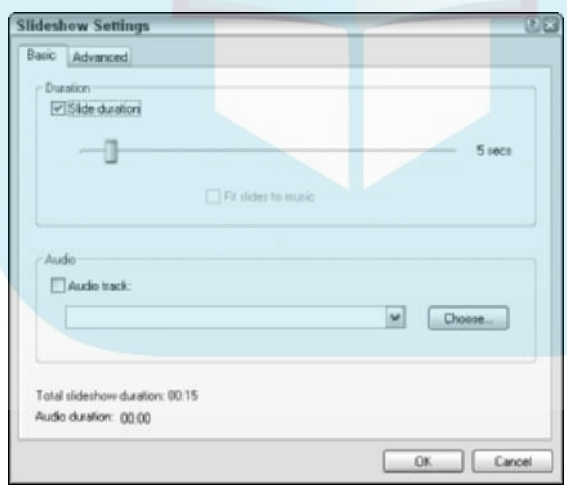 Slideshow Settings
Basic Advanced
Duration
Slide duration
5 secs
Fit slides to music
Audio
Audio track:
Choose...
Total slideshow duration: 00:15
Audio duration: 00:00
OK Cancel